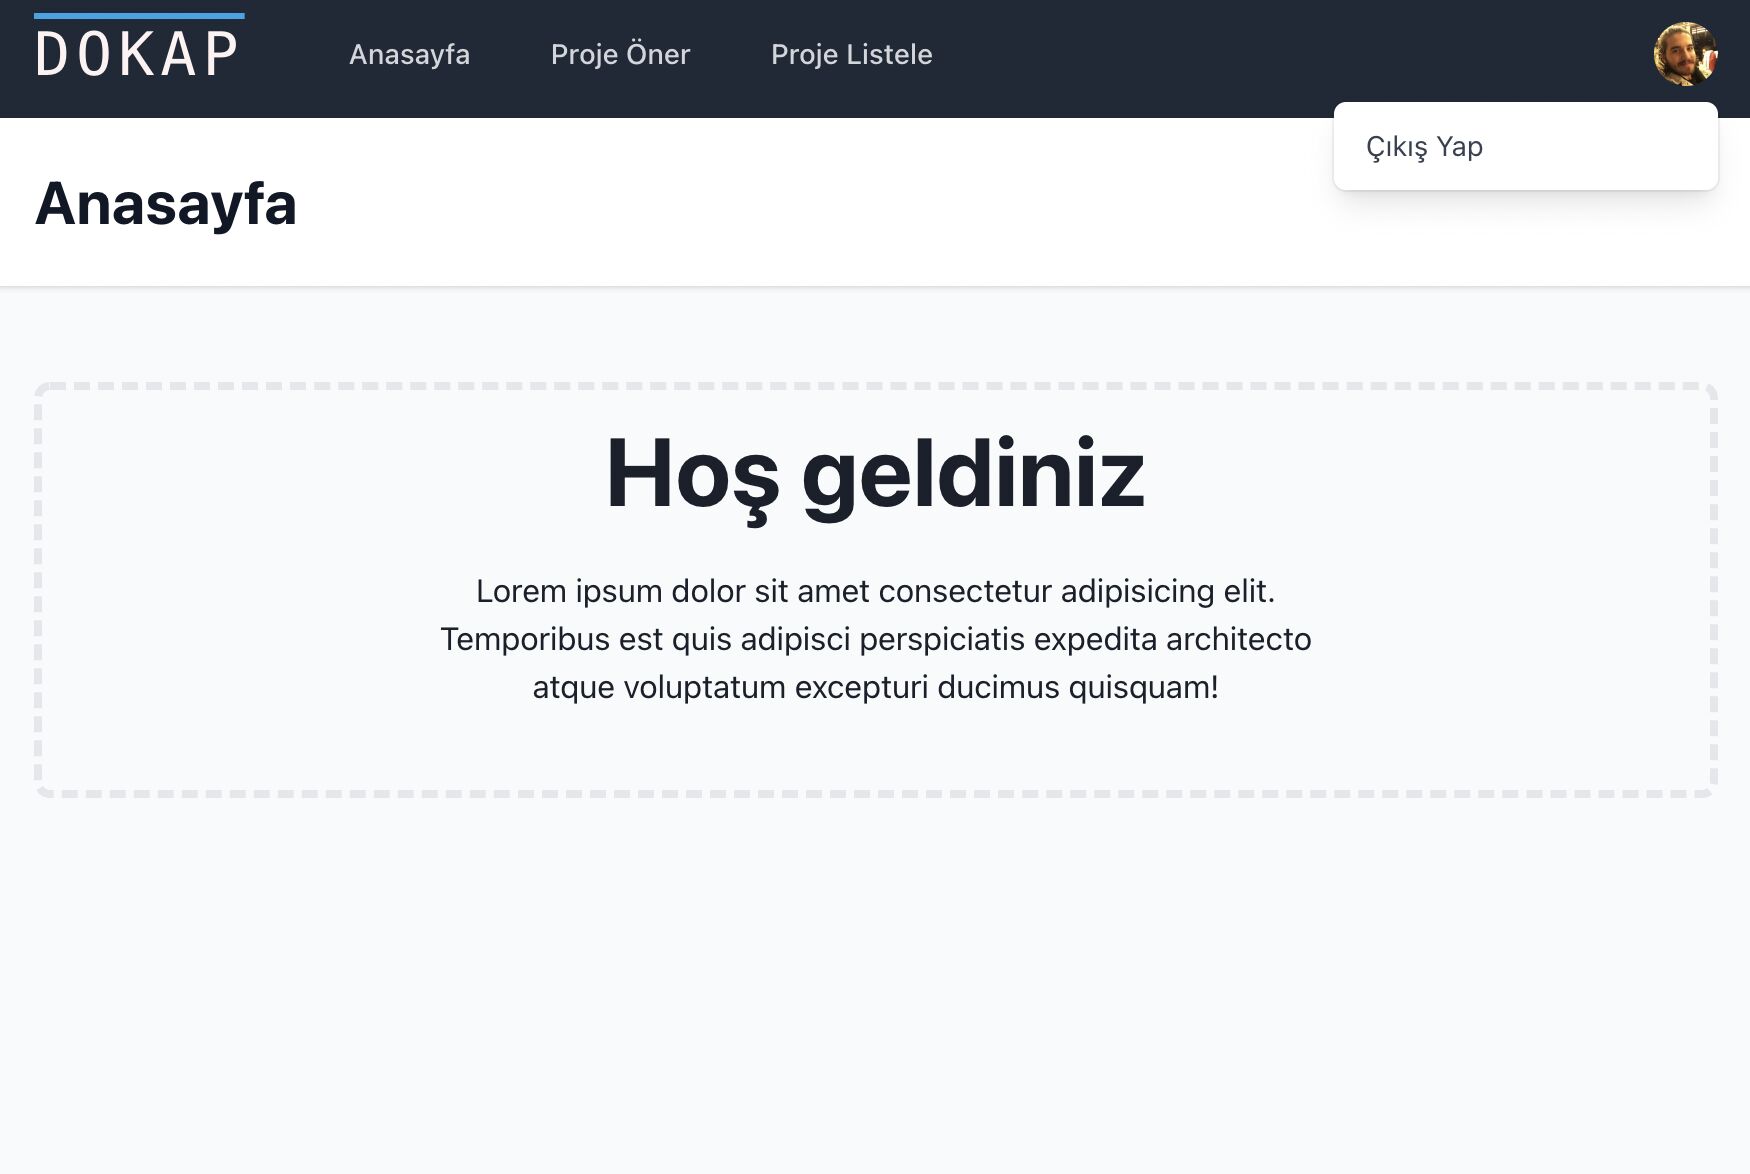 DOKAP
Anasayfa
Proje Öner
Proje Listele
Çıkış Yap
Anasayfa
Hoş geldiniz
Lorem ipsum dolor sit amet consectetur adipisicing elit.
Temporibus est quis adipisci perspiciatis expedita architecto
atque voluptatum excepturi ducimus quisquam!